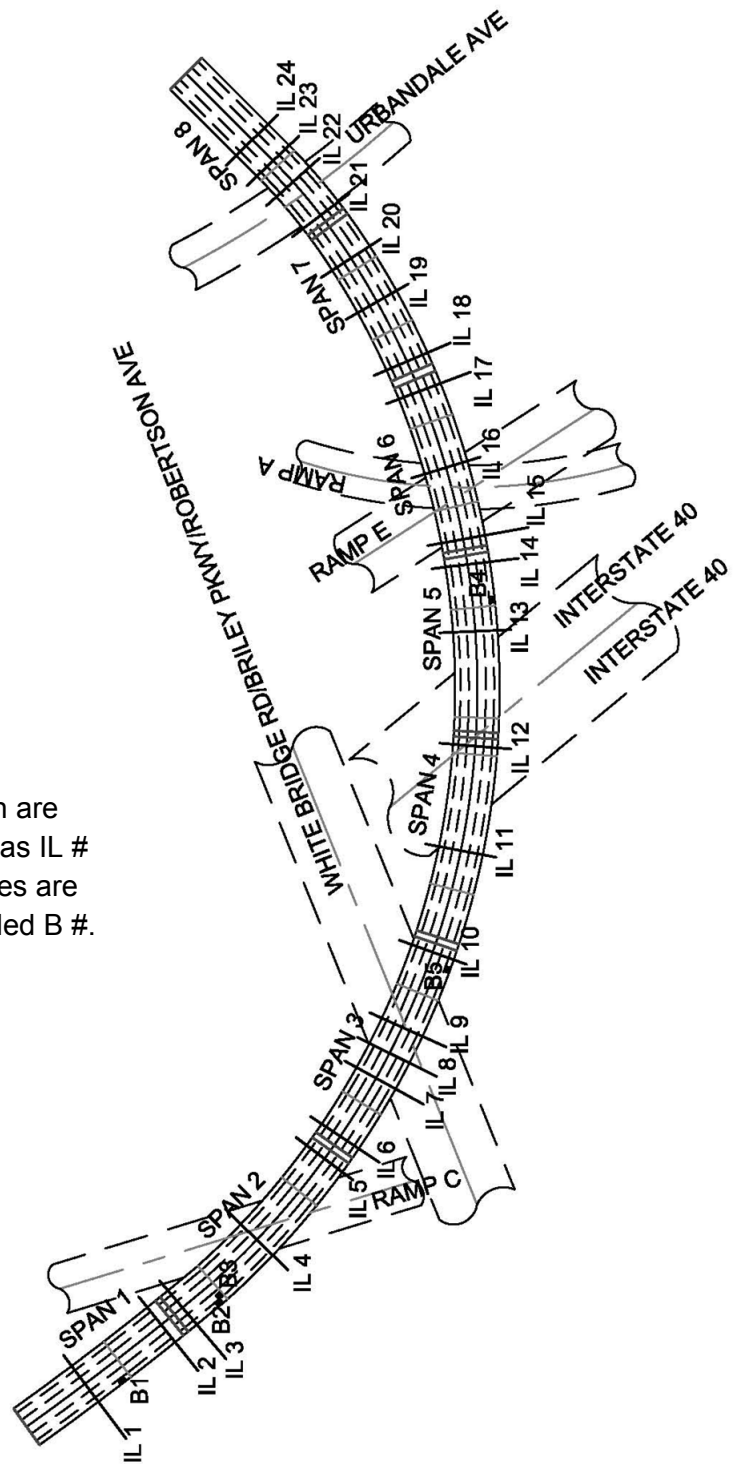 n are
as IL #
es are
led B #.
WHITE BRIDGE RD/BRILEY PKWY/ROBERTSON AVE
URBANDALE AVE
SPAN 8
IL 24
IL 23
IL 22
IL 21
IL 20
SPAN 7
IL 19
IL 18
IL 17
SPAN 6
RAMP A
IL 16
RAMP E
IL 15
IL 14
B4
SPAN 5
IL 13
INTERSTATE 40
INTERSTATE 40
IL 12
SPAN 4
IL 11
IL 10
B5
IL 9
SPAN 3
IL 8
IL 7
IL 6
IL 5
RAMP C
SPAN 2
IL 4
B3
B2
IL 3
SPAN 1
IL 2
B1
IL 1